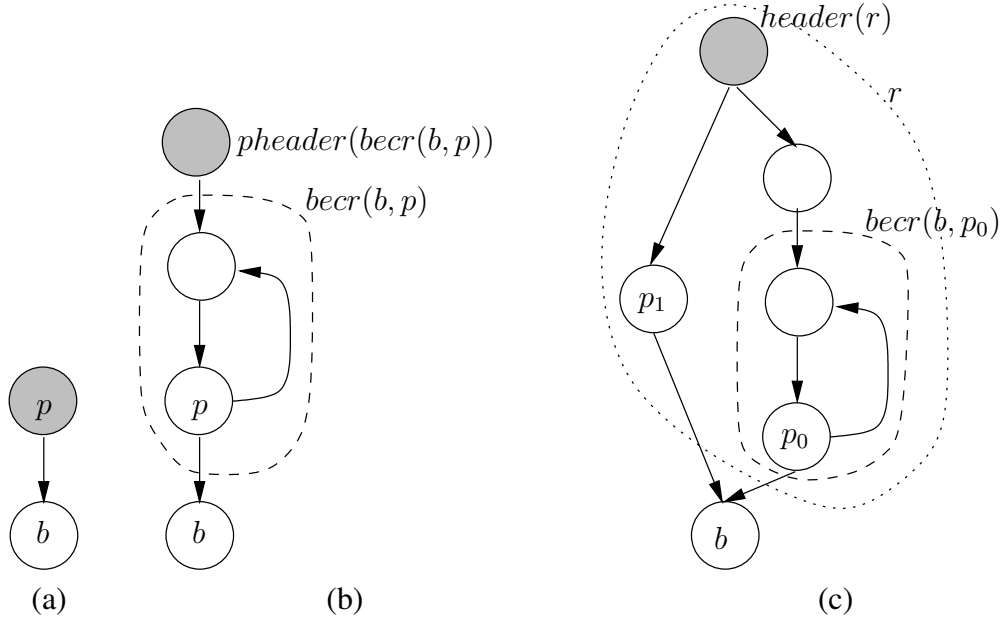 header(r)
r
pheader(becr(b, p))
becr(b, p)
becr(b, p₀)
p₁
p
p
p₀
b
b
b
(a)
(b)
(c)